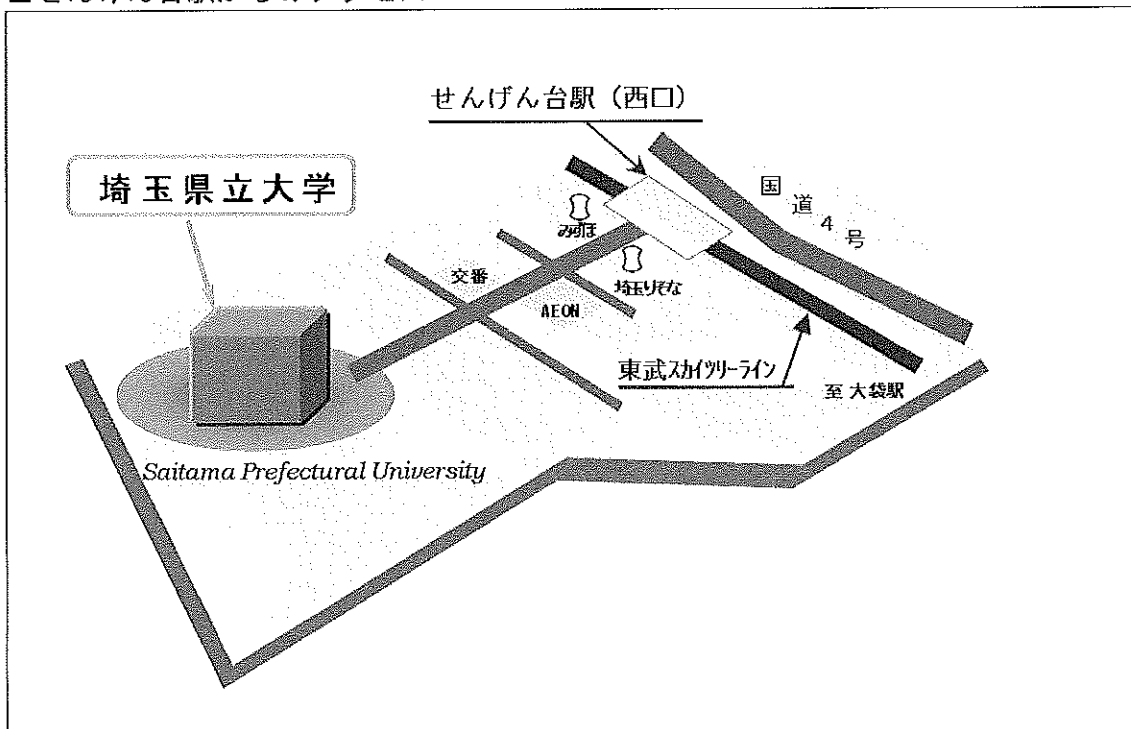 せんげん台駅（西口）
埼玉県立大学
国道4号
みずほ
交番
埼玉りそな
AEON
東武スカイツリーライン
至 大袋駅
Saitama Prefectural University